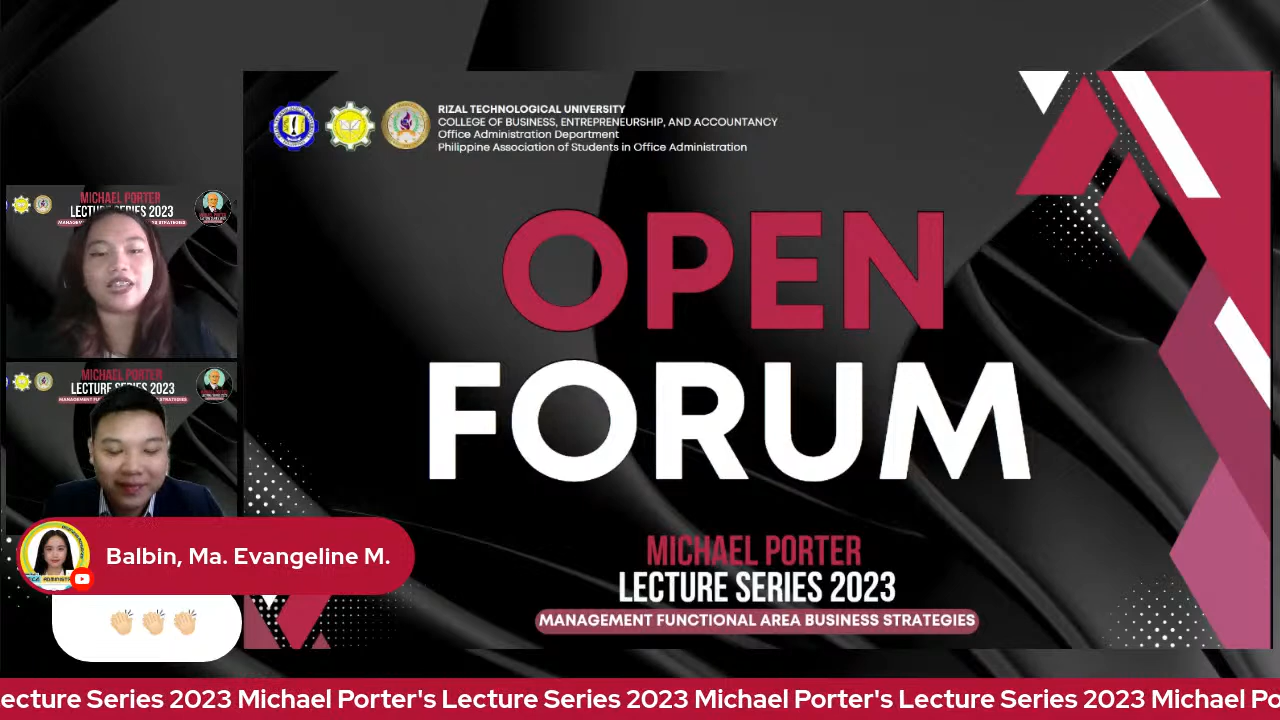 RIZAL TECHNOLOGICAL UNIVERSITY
COLLEGE OF BUSINESS, ENTREPRENEURSHIP, AND ACCOUNTANCY
Office Administration Department
Philippine Association of Students in Office Administration
OPEN
FORUM
MICHAEL PORTER
LECTURE SERIES 2023
MANAGEMENT FUNCTIONAL AREA BUSINESS STRATEGIES
MICHAEL PORTER
LECTURE SERIES 2023
MICHAEL PORTER
LECTURE SERIES 2023
Balbin, Ma. Evangeline M.
ecture Series 2023 Michael Porter's Lecture Series 2023 Michael Porter's Lecture Series 2023 Michael Po